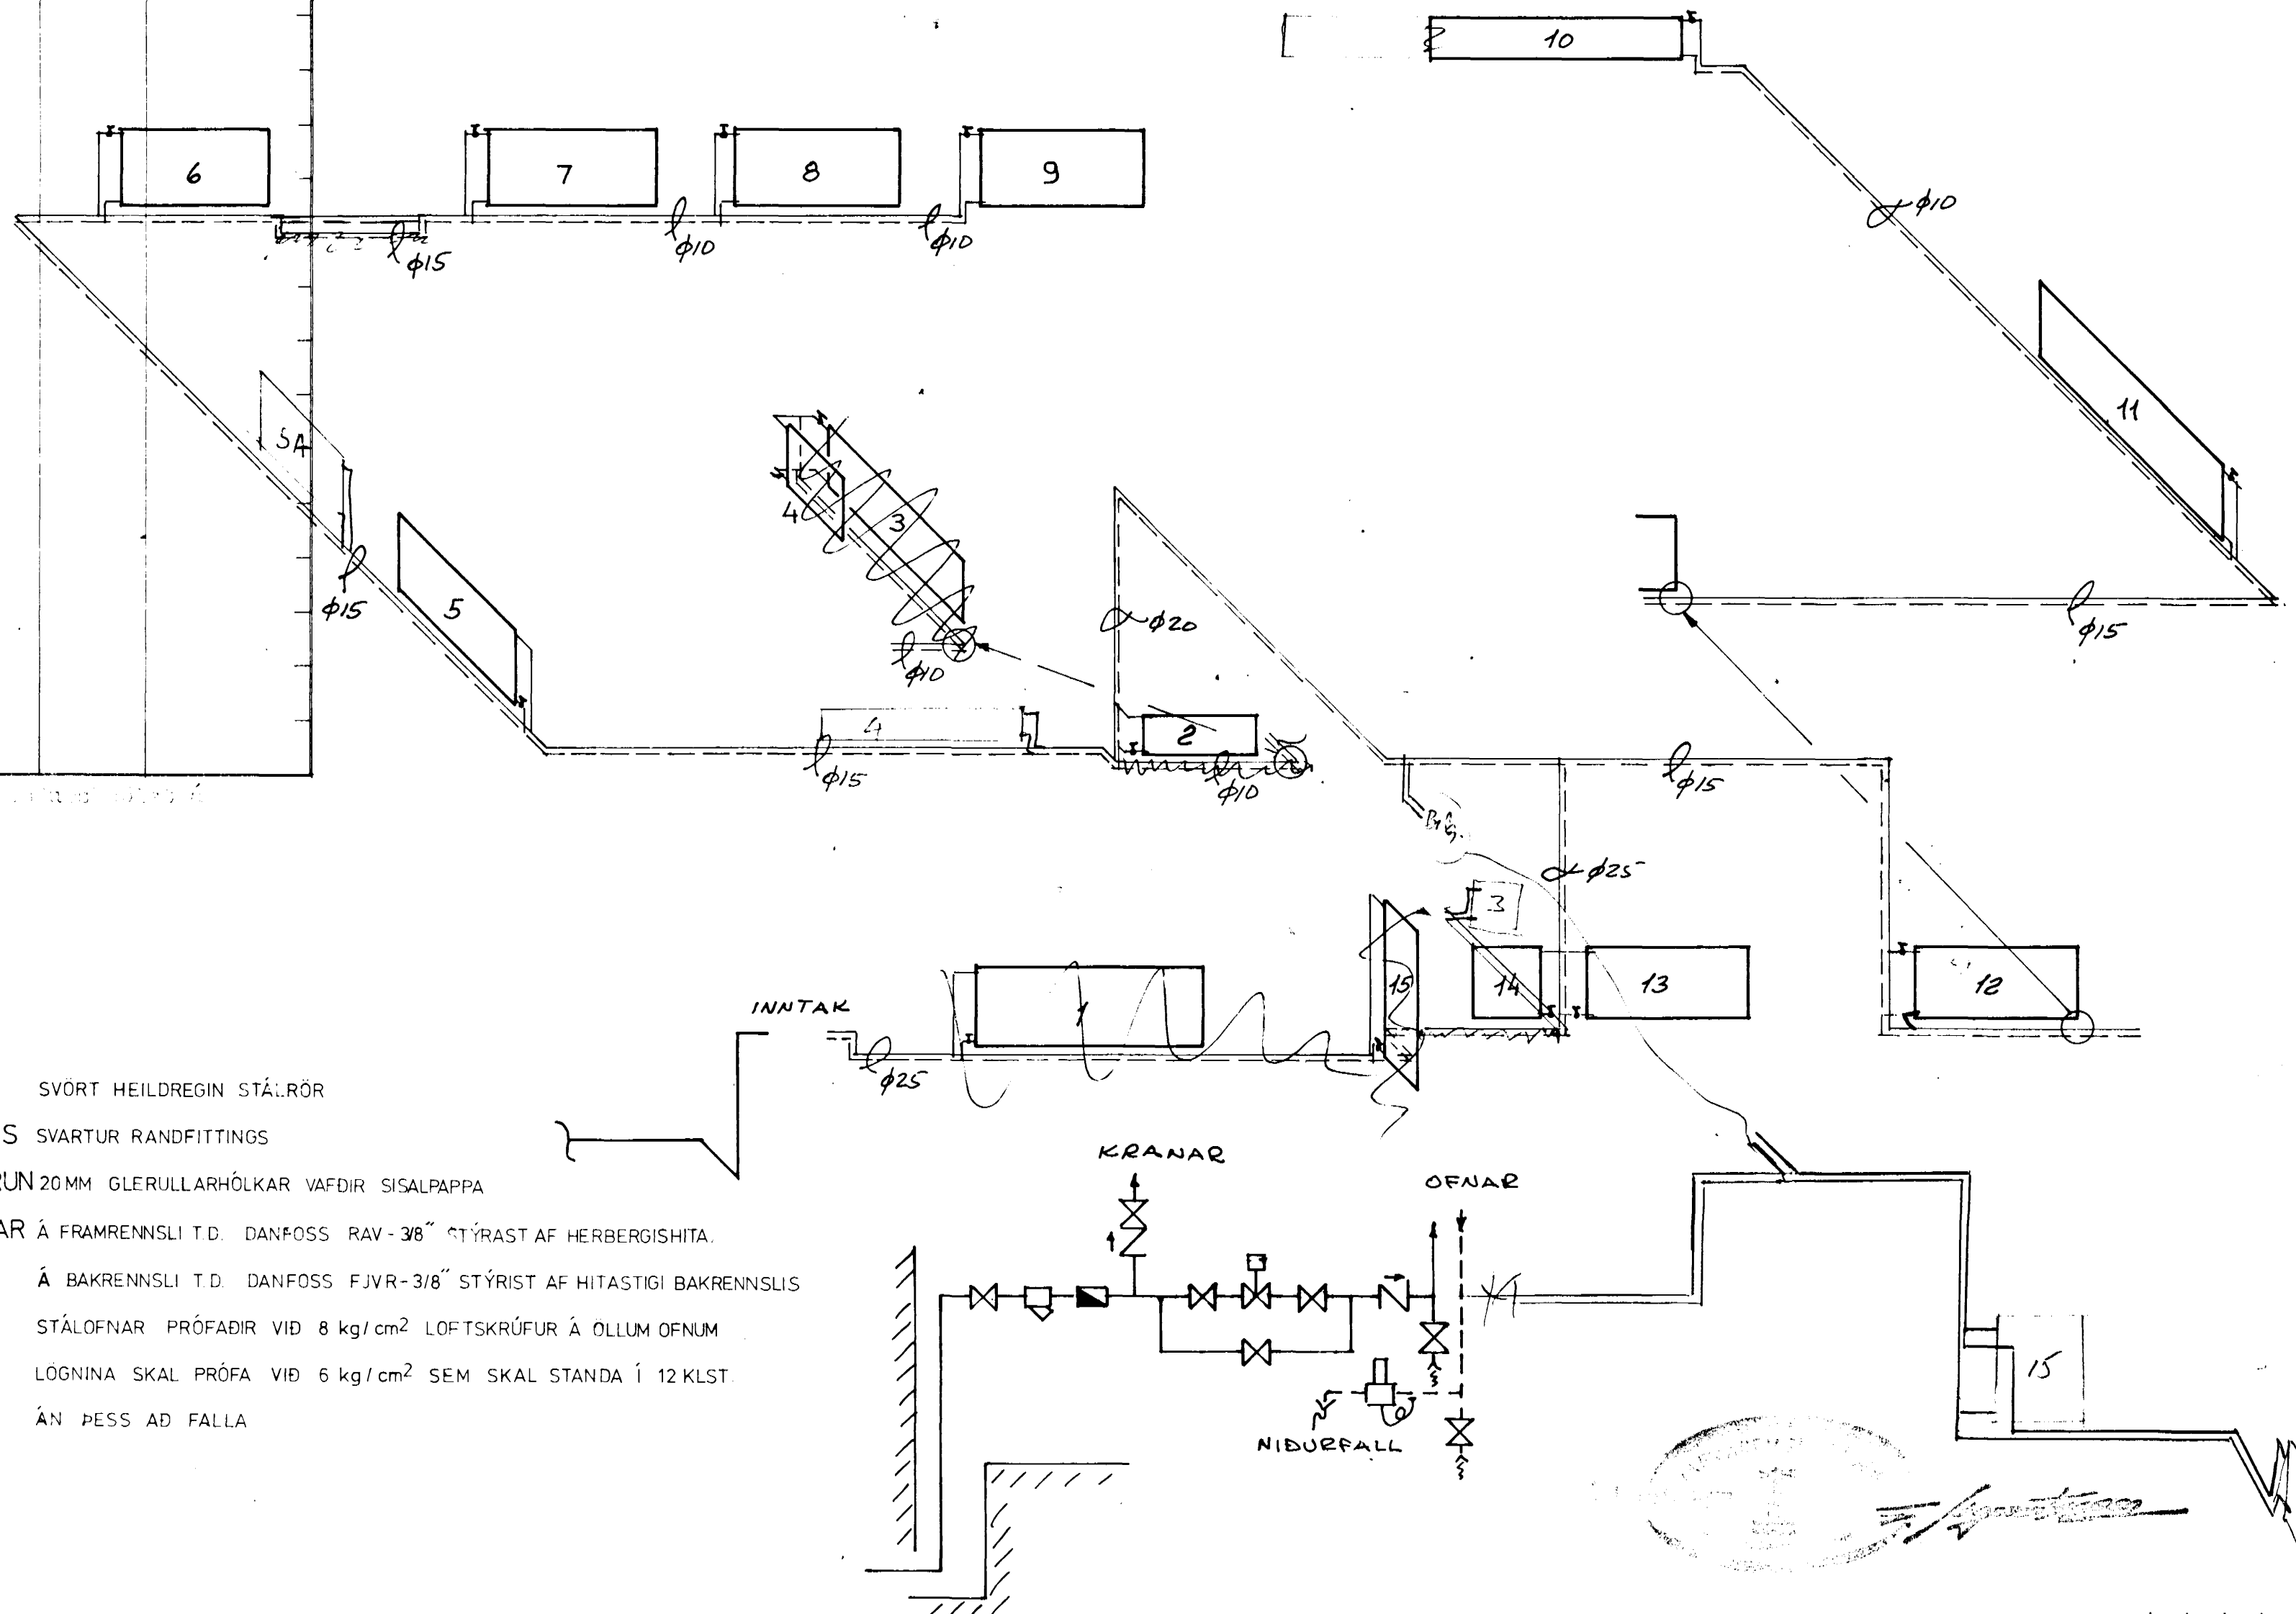 10
6
7
8
9
φ10
φ15
φ10
φ10
11
5A
4
3
φ15
5
φ20
φ10
φ15
4
2
φ15
φ10
φ15
φ25
3
15
14
13
12
1
INNTAK
φ25
SVÖRT HEILDREGIN STÁLRÖR
S SVARTUR RANDFITTINGS
RUN 20 MM GLERULLARHÓLKAR VAFÐIR SISALPAPPA
AR Á FRAMRENNSLI T.D. DANFOSS RAV - 3/8" STÝRAST AF HERBERGISHITA.
Á BAKRENNSLI T.D. DANFOSS FJVR - 3/8" STÝRIST AF HITASTIGI BAKRENNSLIS
STÁLOFNAR PRÓFAÐIR VIÐ 8 kg/cm² LOFTSKRÚFUR Á ÖLLUM OFNUM
LÖGNINA SKAL PRÓFA VIÐ 6 kg/cm² SEM SKAL STANDA Í 12 KLST.
ÁN ÞESS AÐ FALLA
KRANAR
OFNAR
NIÐURFALL
15